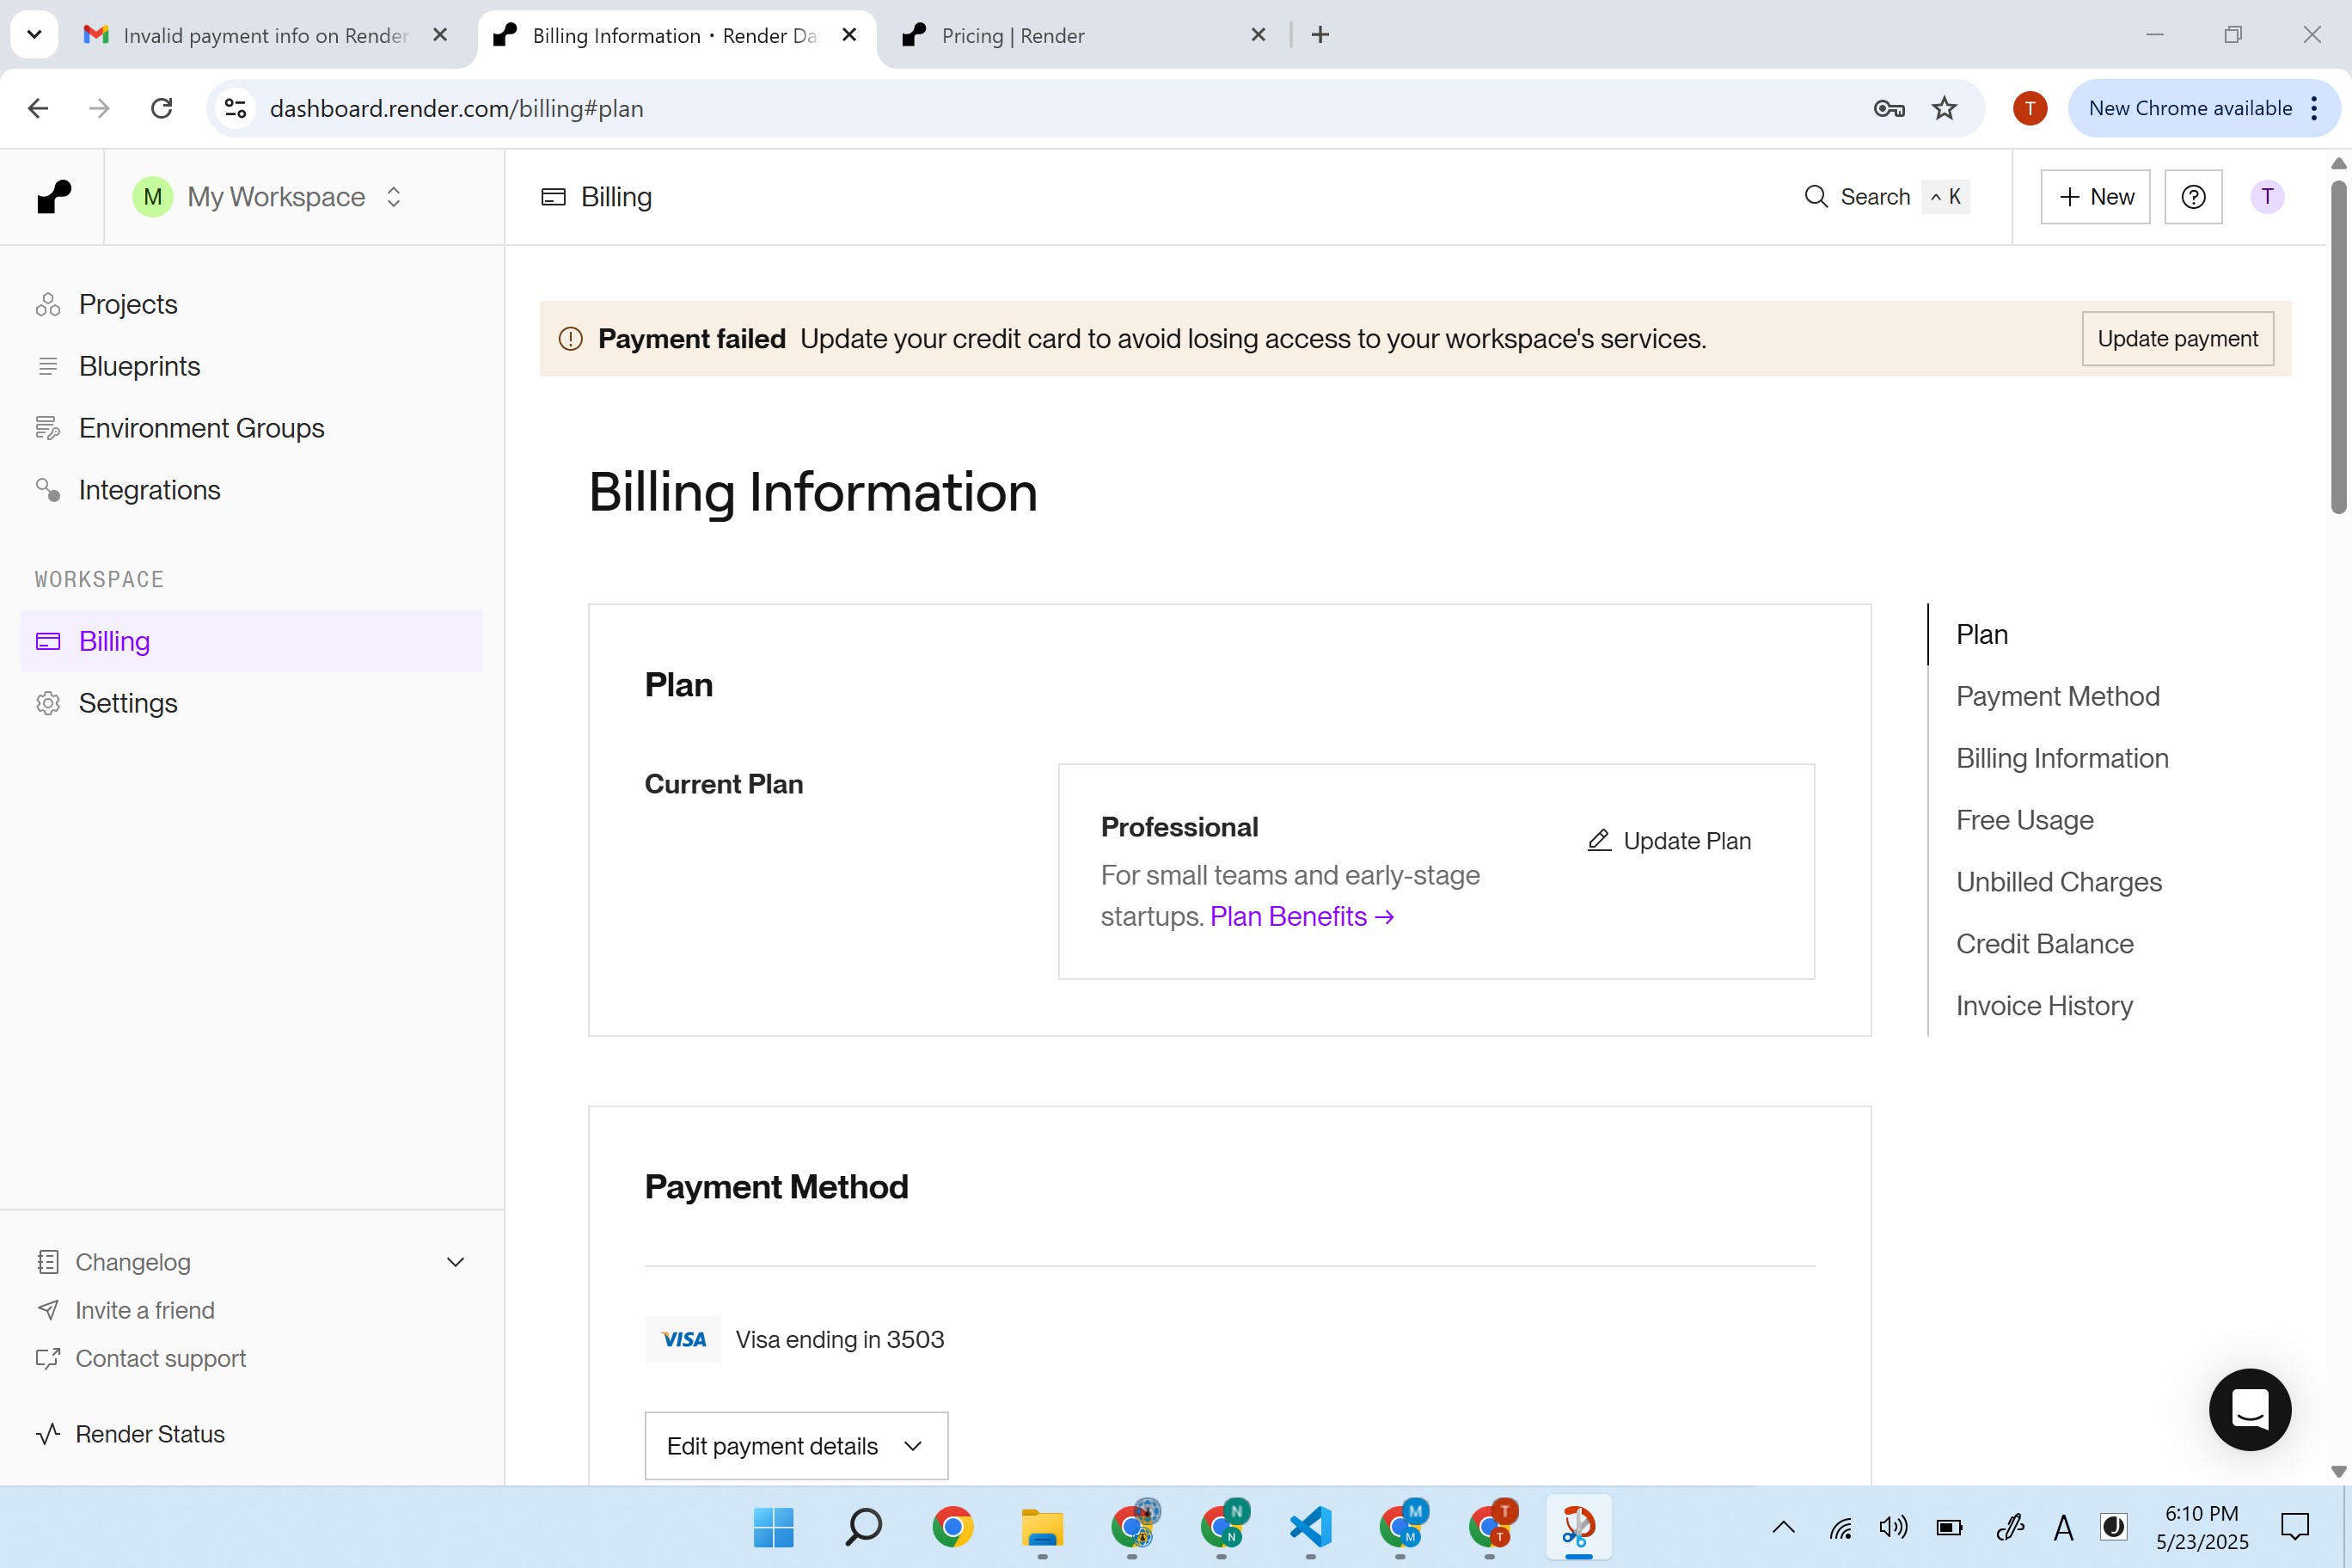 Invalid payment info on Render
Billing Information • Render Da
Pricing | Render
dashboard.render.com/billing#plan
T
New Chrome available
M
My Workspace
Billing
Search
^ K
+ New
T
Projects
Blueprints
Environment Groups
Integrations
WORKSPACE
Billing
Settings
Changelog
Invite a friend
Contact support
Render Status
Payment failed Update your credit card to avoid losing access to your workspace's services.
Update payment
Billing Information
Plan
Current Plan
Professional
For small teams and early-stage
startups. Plan Benefits →
Update Plan
Payment Method
VISA
Visa ending in 3503
Edit payment details
Plan
Payment Method
Billing Information
Free Usage
Unbilled Charges
Credit Balance
Invoice History
N
N
M
M
T
T
A
6:10 PM
5/23/2025